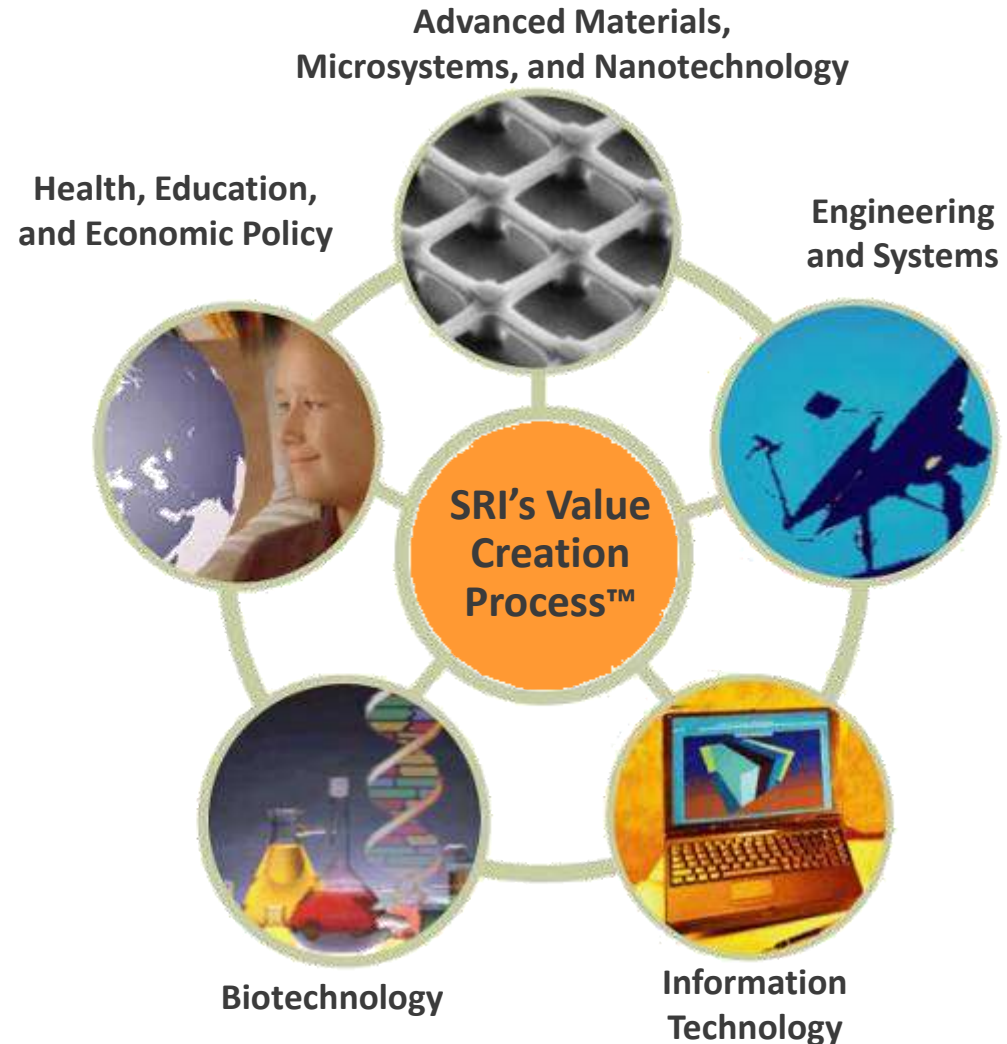 Advanced Materials,
Microsystems, and Nanotechnology
Health, Education,
and Economic Policy
Engineering
and Systems
SRI’s Value
Creation
Process™
Biotechnology
Information
Technology